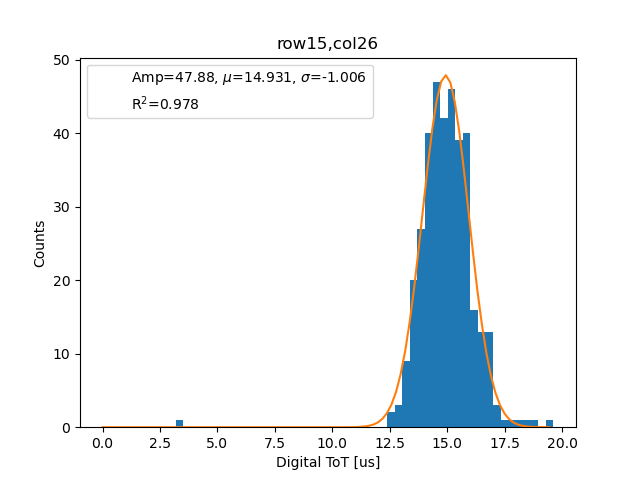 row15,col26
Amp=47.88, μ=14.931, σ=-1.006
R²=0.978
50
40
30
20
10
0
Counts
0.0 2.5 5.0 7.5 10.0 12.5 15.0 17.5 20.0
Digital ToT [us]